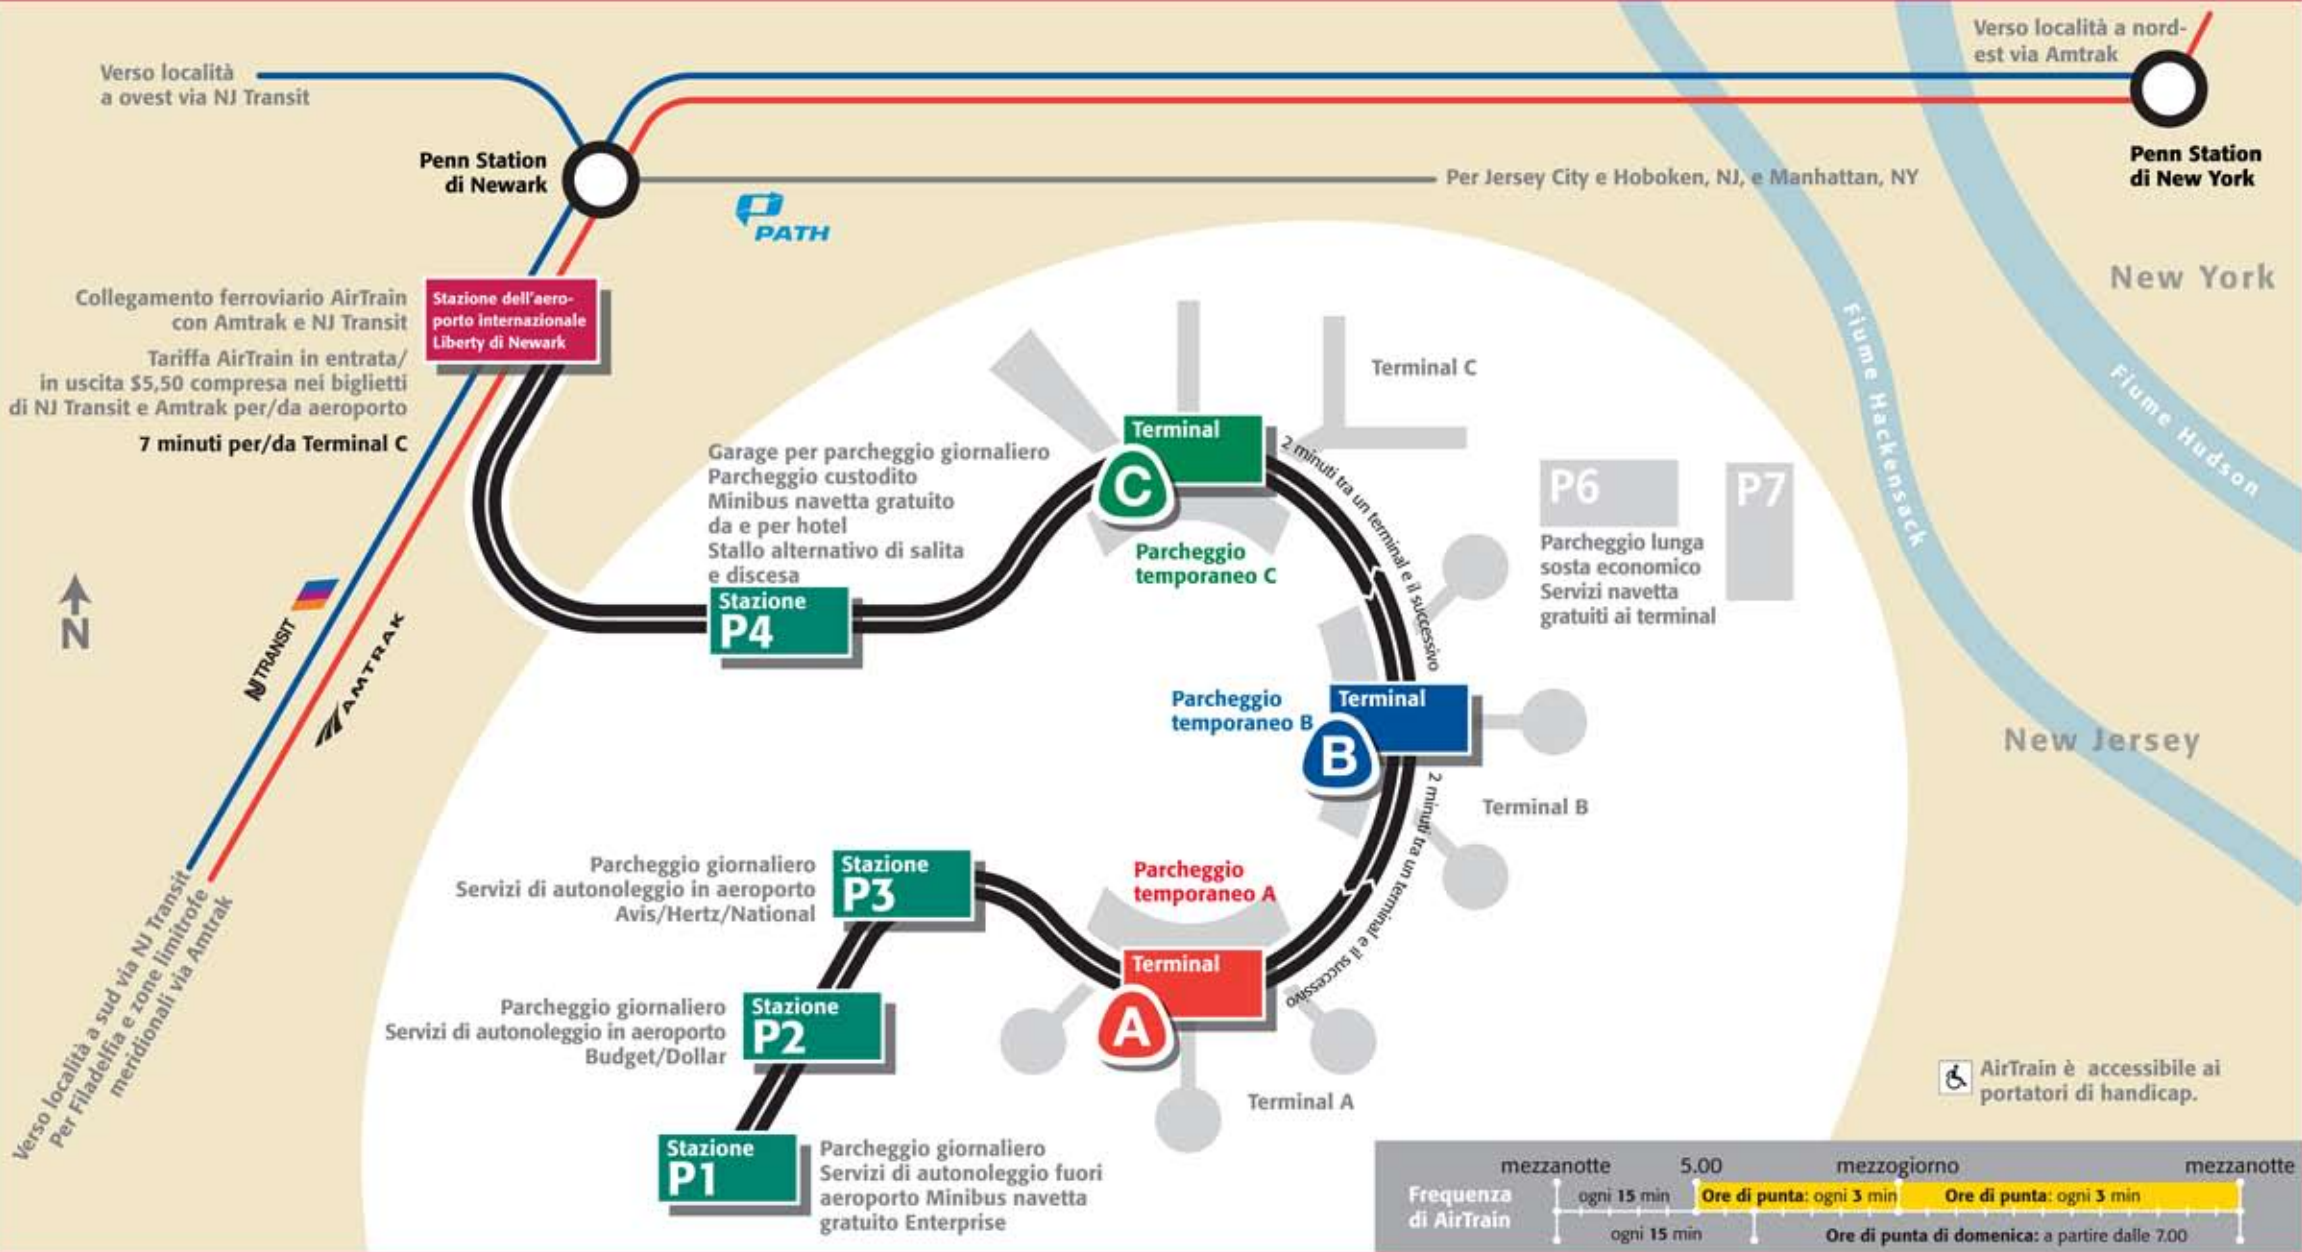 Verso località
a ovest via NJ Transit
Verso località a nord-
est via Amtrak
Penn Station
di Newark
PATH
Per Jersey City e Hoboken, NJ, e Manhattan, NY
Penn Station
di New York
Collegamento ferroviario AirTrain
con Amtrak e NJ Transit
Tariffa AirTrain in entrata/
in uscita $5,50 compresa nei biglietti
di NJ Transit e Amtrak per/da aeroporto
7 minuti per/da Terminal C
Stazione dell'aero-
porto internazionale
Liberty di Newark
New York
Fiume Hackensack
Fiume Hudson
New Jersey
Terminal C
Terminal
C
Parcheggio
temporaneo C
2 minuti tra un terminal e il successivo
Garage per parcheggio giornaliero
Parcheggio custodito
Minibus navetta gratuito
da e per hotel
Stallo alternativo di salita
e discesa
Stazione
P4
P6
P7
Parcheggio lunga
sosta economico
Servizi navetta
gratuiti ai terminal
N
NJ TRANSIT
AMTRAK
Parcheggio
temporaneo B
Terminal
B
Terminal B
2 minuti tra un terminal e il successivo
Parcheggio giornaliero
Servizi di autonoleggio in aeroporto
Avis/Hertz/National
Stazione
P3
Parcheggio
temporaneo A
Terminal
A
Terminal A
Parcheggio giornaliero
Servizi di autonoleggio in aeroporto
Budget/Dollar
Stazione
P2
Stazione
P1
Parcheggio giornaliero
Servizi di autonoleggio fuori
aeroporto Minibus navetta
gratuito Enterprise
Verso località a sud via NJ Transit
Per Filadelfia e zone limitrofe
meridionali via Amtrak
AirTrain è accessibile ai
portatori di handicap.
mezzanotte 5.00 mezzogiorno mezzanotte
Frequenza
di AirTrain
ogni 15 min Ore di punta: ogni 3 min Ore di punta: ogni 3 min
ogni 15 min Ore di punta di domenica: a partire dalle 7.00